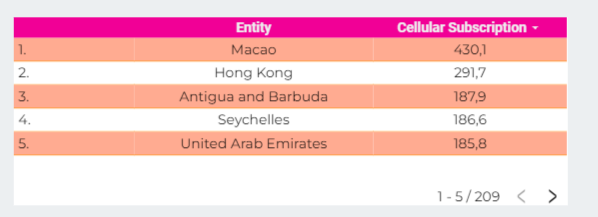 Entity Cellular Subscription
1. Macao 430,1
2. Hong Kong 291,7
3. Antigua and Barbuda 187,9
4. Seychelles 186,6
5. United Arab Emirates 185,8
1 - 5 / 209